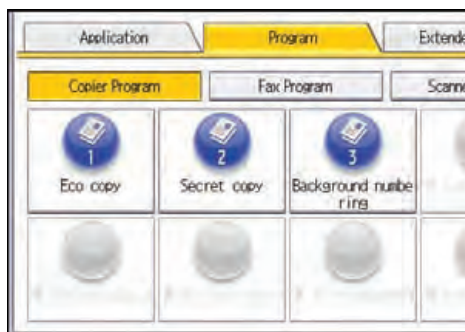 Application Program Extende
Copier Program Fax Program Scanne
1 2 3
Eco copy Secret copy Background numbe
ring